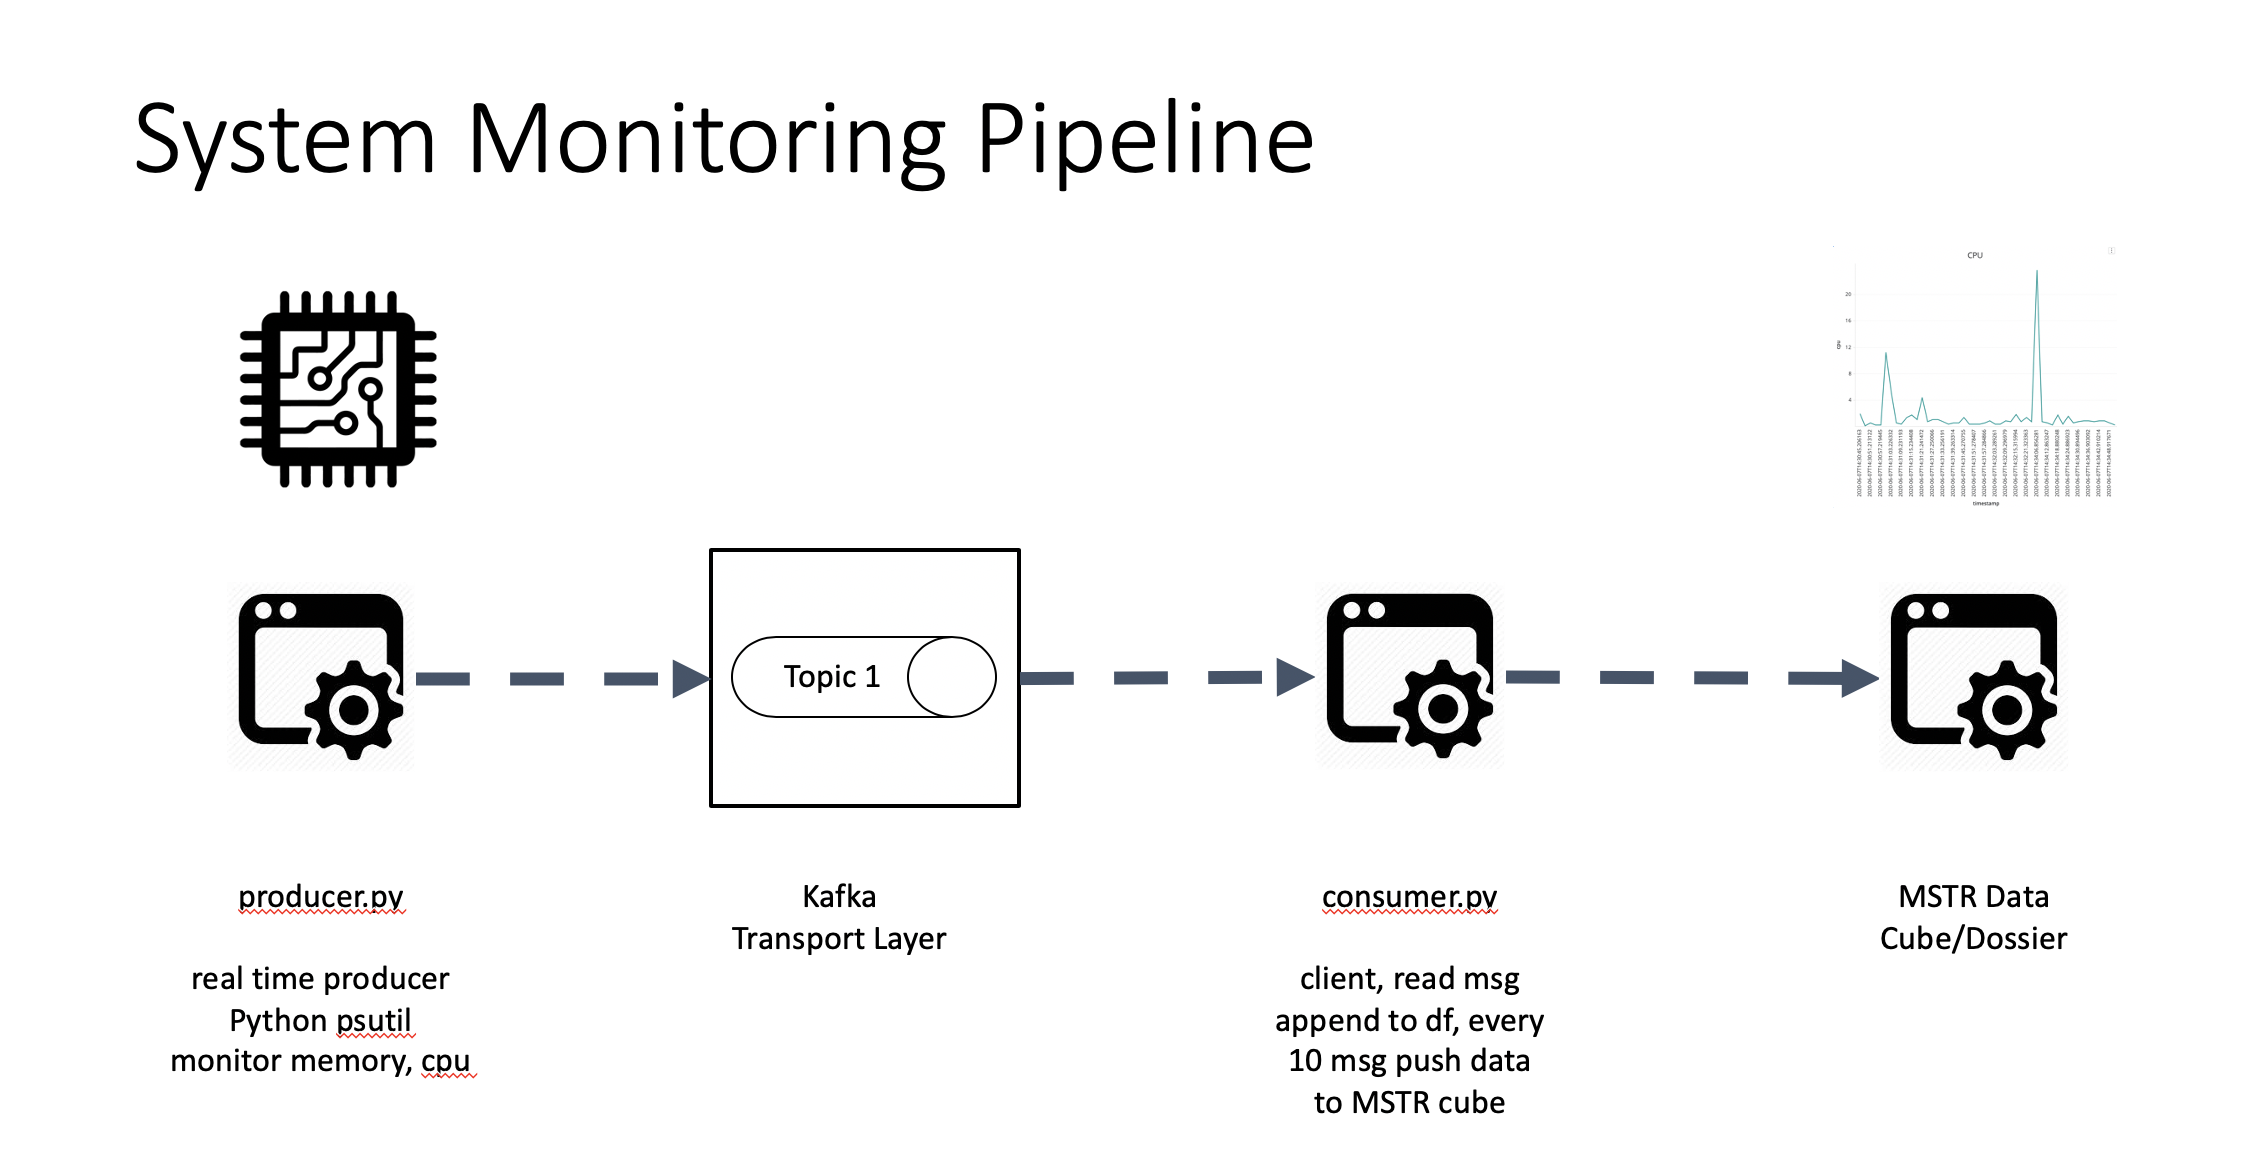 System Monitoring Pipeline
CPU
20
16
12
8
4
cpu
timestamp
Topic 1
producer.py
real time producer
Python psutil
monitor memory, cpu
Kafka
Transport Layer
consumer.py
client, read msg
append to df, every
10 msg push data
to MSTR cube
MSTR Data
Cube/Dossier